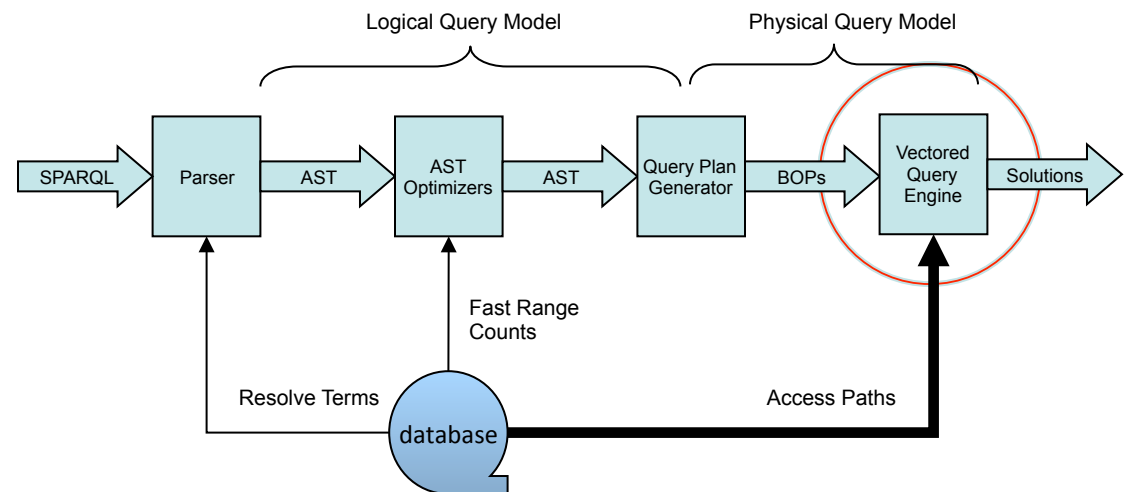 Logical Query Model
Physical Query Model
SPARQL
Parser
AST
AST
Optimizers
AST
Query Plan
Generator
BOPs
Vectored
Query
Engine
Solutions
Fast Range
Counts
Resolve Terms
Access Paths
database